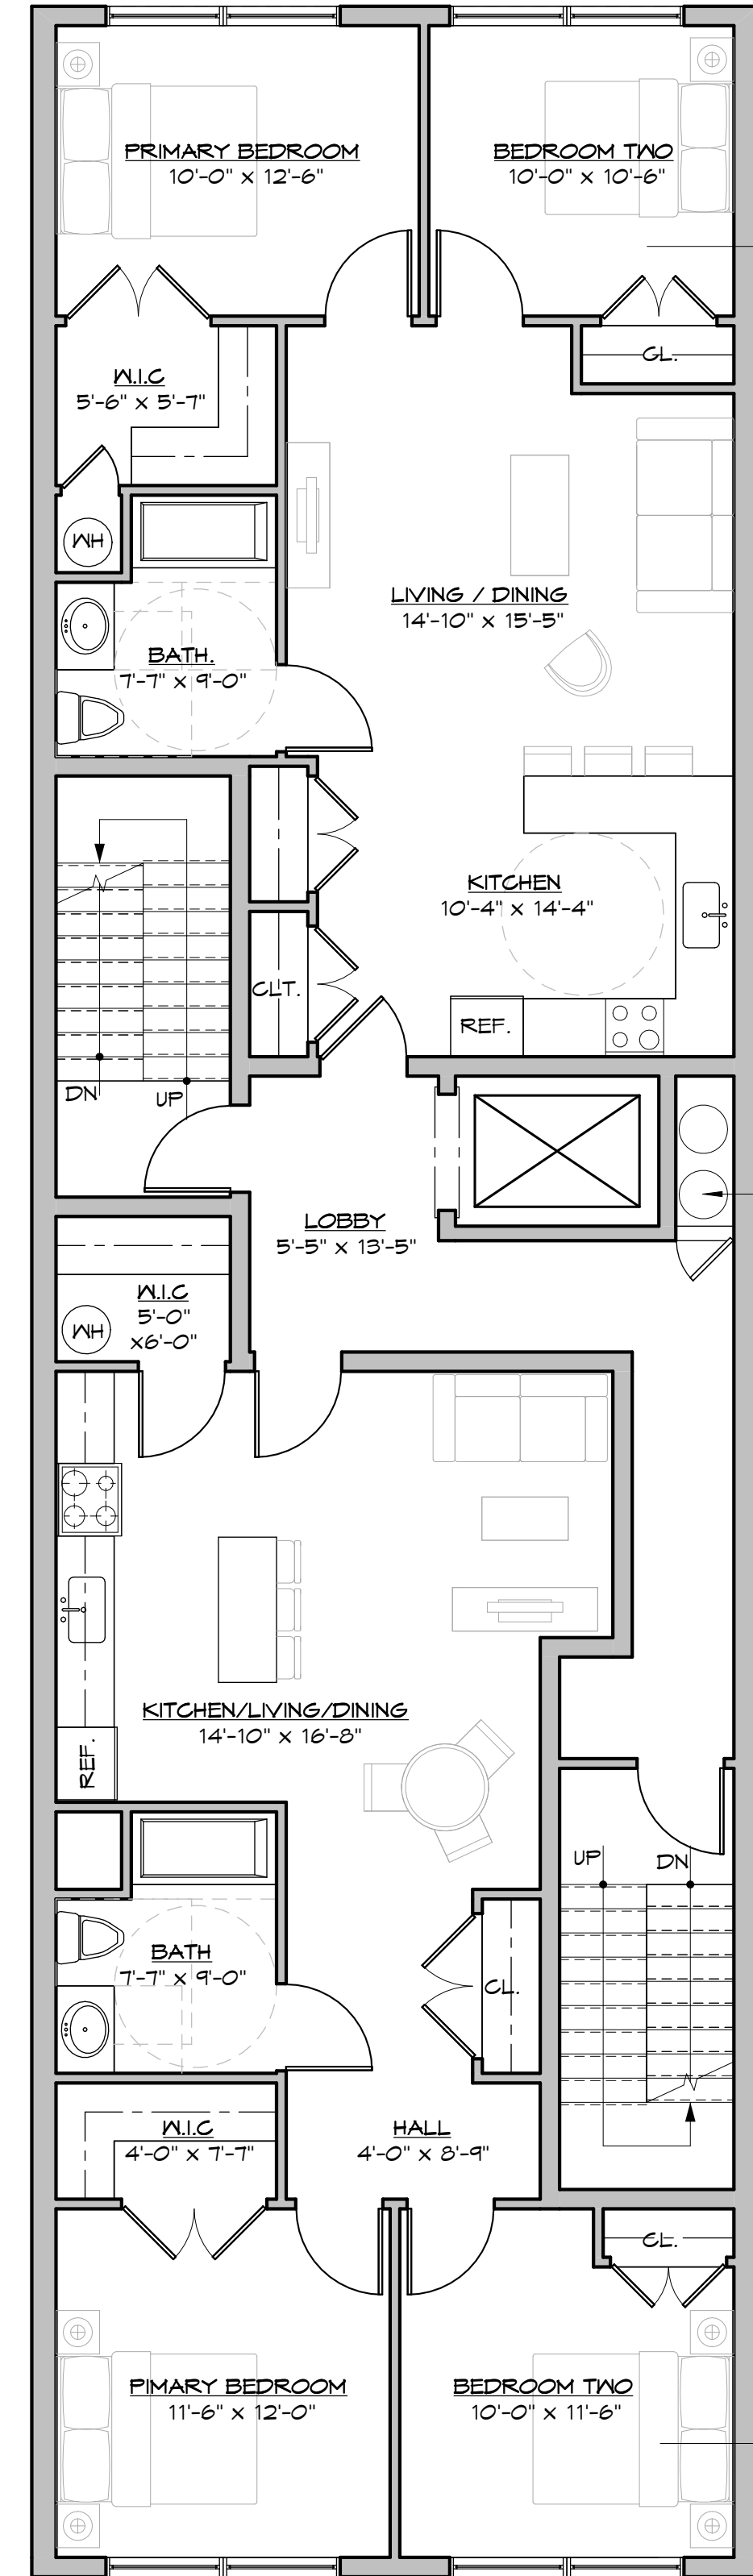 PRIMARY BEDROOM
10'-0" x 12'-6"
BEDROOM TWO
10'-0" x 10'-6"
CL.
W.I.C
5'-6" x 5'-7"
WH
LIVING / DINING
14'-10" x 15'-5"
BATH.
7'-7" x 9'-0"
KITCHEN
10'-4" x 14'-4"
CLT.
REF.
DN
UP
LOBBY
5'-5" x 13'-5"
W.I.C
5'-0"
x6'-0"
WH
KITCHEN/LIVING/DINING
14'-10" x 16'-8"
REF.
UP
DN
BATH
7'-7" x 9'-0"
CL.
W.I.C
4'-0" x 7'-7"
HALL
4'-0" x 8'-9"
CL.
PIMARY BEDROOM
11'-6" x 12'-0"
BEDROOM TWO
10'-0" x 11'-6"